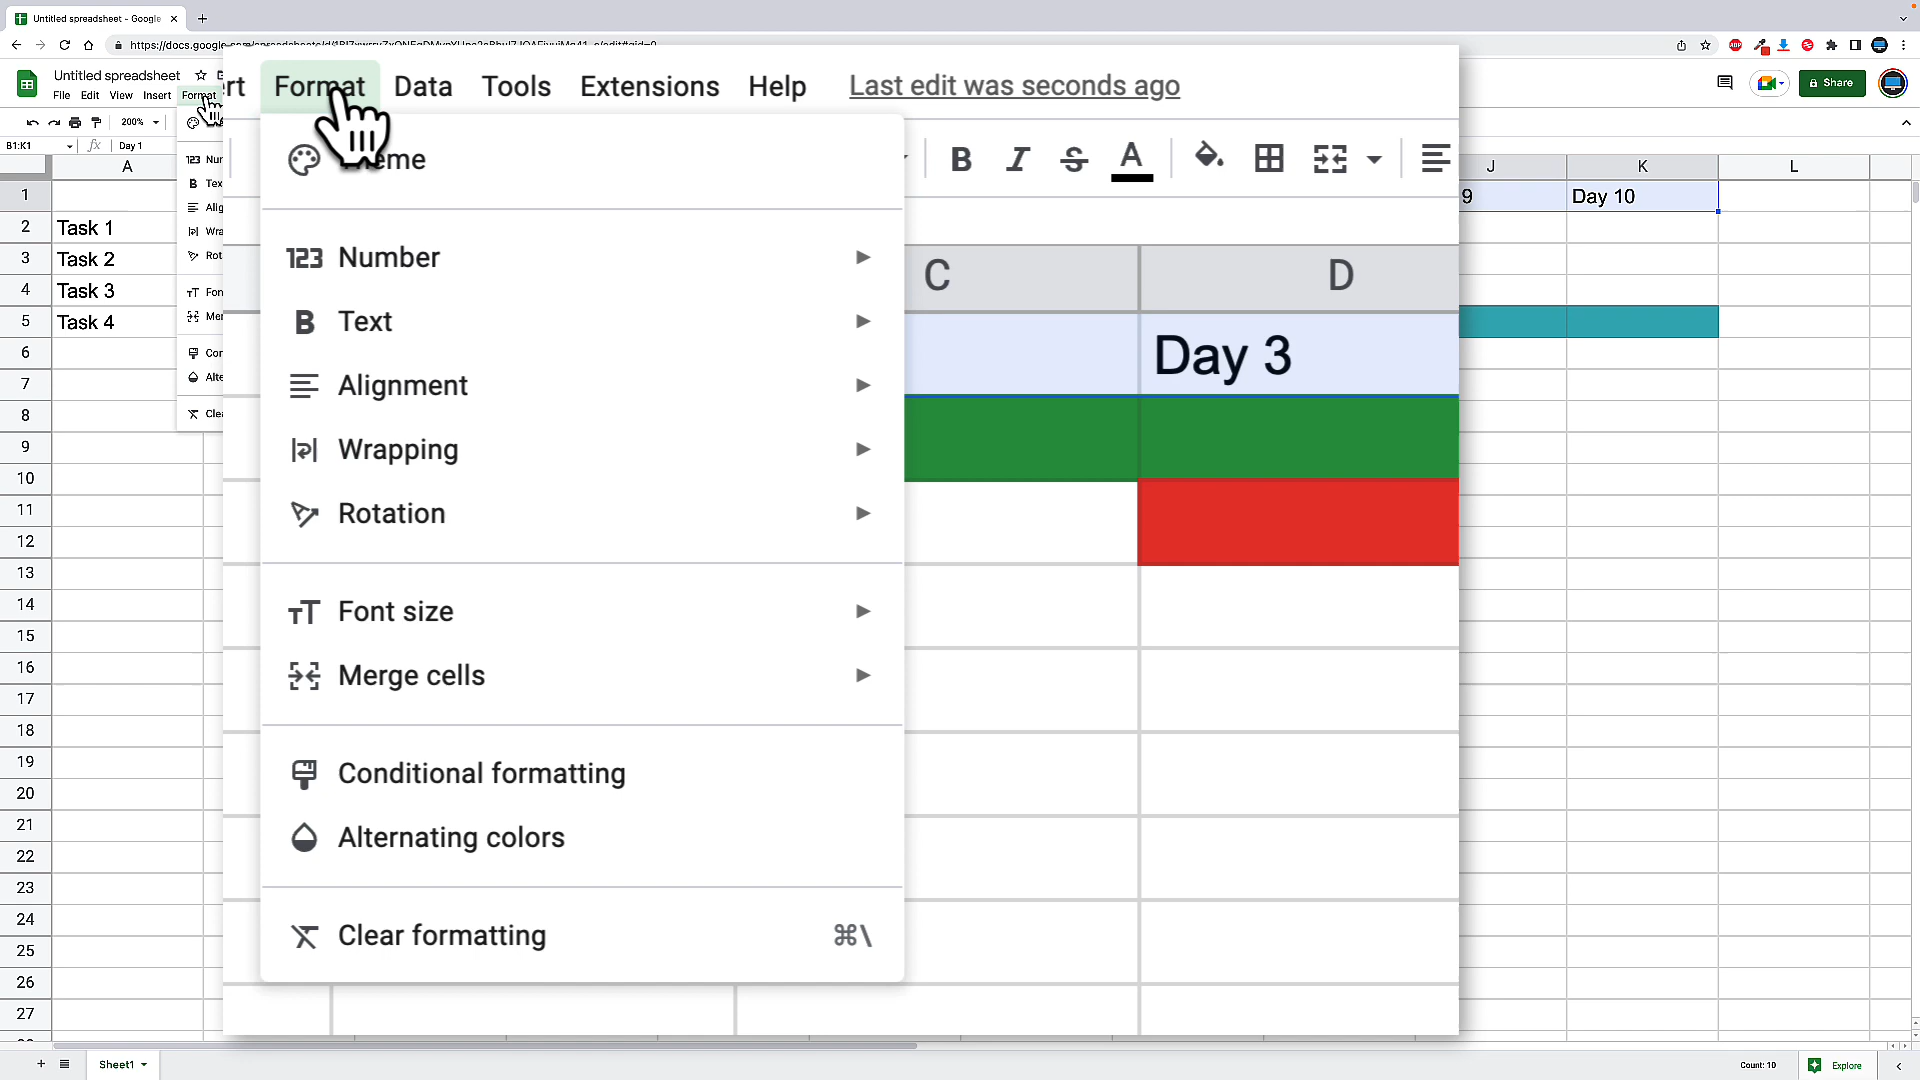 Untitled spreadsheet - Google
Untitled spreadsheet
File Edit View Insert Format
Share
200%
B1:K1
Day 1
rt Format Data Tools Extensions Help Last edit was seconds ago
Number
Text
Alignment
Wrapping
Rotation
Font size
Merge cells
Conditional formatting
Alternating colors
Clear formatting ⌘\
B I S A
A C D J K L
Day 3
9 Day 10
1
2 Task 1
3 Task 2
4 Task 3
5 Task 4
6
7
8
9
10
11
12
13
14
15
16
17
18
19
20
21
22
23
24
25
26
27
Sheet1
Count: 10
Explore